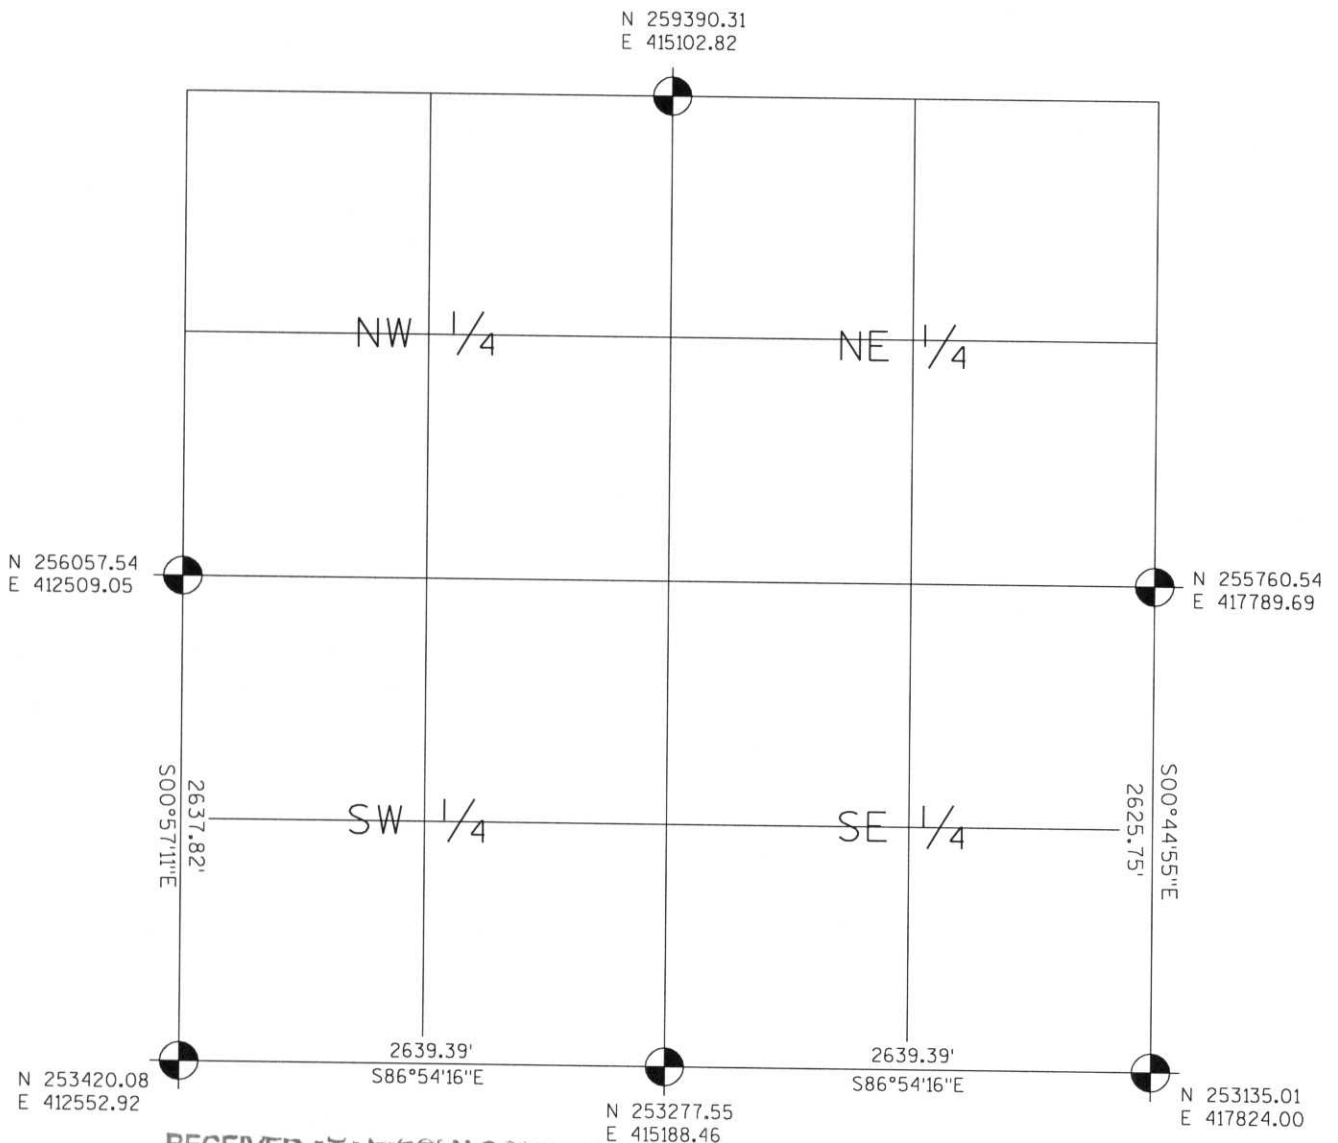 N 259390.31
E 415102.82
NW 1/4
NE 1/4
N 256057.54
E 412509.05
N 255760.54
E 417789.69
S00°57'11"E
2637.82'
SW 1/4
SE 1/4
2625.75'
S00°44'55"E
2639.39'
S86°54'16"E
2639.39'
S86°54'16"E
N 253420.08
E 412552.92
N 253277.55
E 415188.46
N 253135.01
E 417824.00
RECEIVED